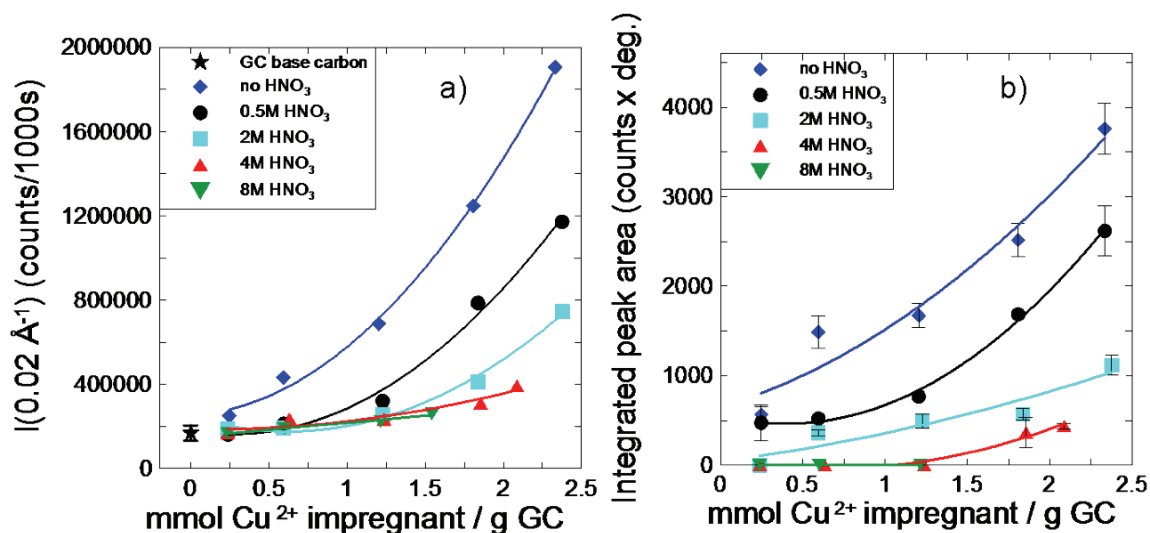 I(0.02 Å⁻¹) (counts/1000s)
2000000
1600000
1200000
800000
400000
0
GC base carbon
no HNO₃
0.5M HNO₃
2M HNO₃
4M HNO₃
8M HNO₃
a)
0 0.5 1 1.5 2 2.5
mmol Cu²⁺ impregnant / g GC
Integrated peak area (counts x deg.)
4000
3000
2000
1000
0
no HNO₃
0.5M HNO₃
2M HNO₃
4M HNO₃
8M HNO₃
b)
0 0.5 1 1.5 2 2.5
mmol Cu²⁺ impregnant / g GC